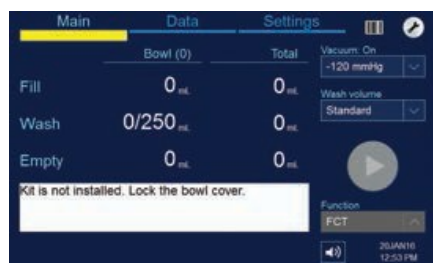 Main Data Settings
Bowl (0) Total
Vacuum: On
-120 mmHg
Fill 0 mL 0 mL
Wash volume
Standard
Wash 0/250 mL 0 mL
Empty 0 mL 0 mL
Kit is not installed. Lock the bowl cover.
Function
FCT
20JAN16
12:53 PM